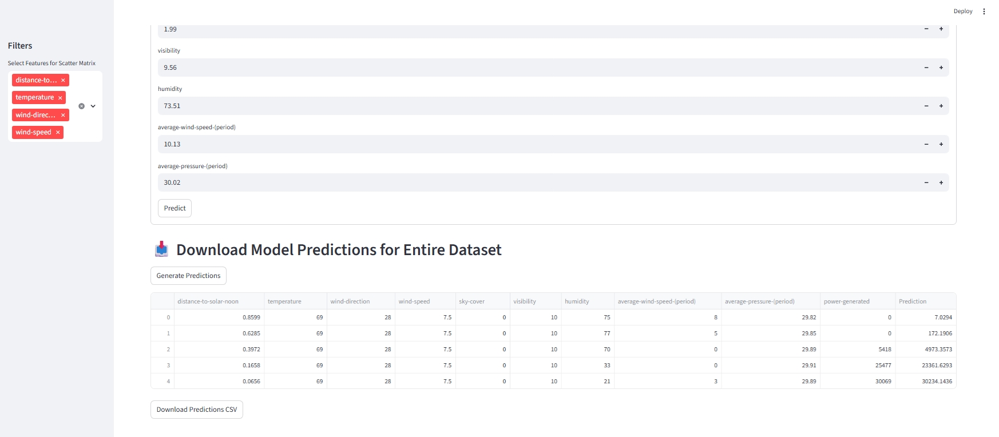 Deploy
Filters
Select Features for Scatter Matrix
distance-to...
temperature
wind-direc...
wind-speed
1.99
visibility
9.56
humidity
73.51
average-wind-speed-(period)
10.13
average-pressure-(period)
30.02
Predict
Download Model Predictions for Entire Dataset
Generate Predictions
distance-to-solar-noon temperature wind-direction wind-speed sky-cover visibility humidity average-wind-speed-(period) average-pressure-(period) power-generated Prediction
0 0.8599 69 28 7.5 0 10 75 8 29.82 0 7.0294
1 0.6285 69 28 7.5 0 10 77 5 29.85 0 172.1906
2 0.3972 69 28 7.5 0 10 70 0 29.89 5418 4973.3573
3 0.1658 69 28 7.5 0 10 33 0 29.91 25477 23361.6293
4 0.0656 69 28 7.5 0 10 21 3 29.89 30069 30234.1436
Download Predictions CSV